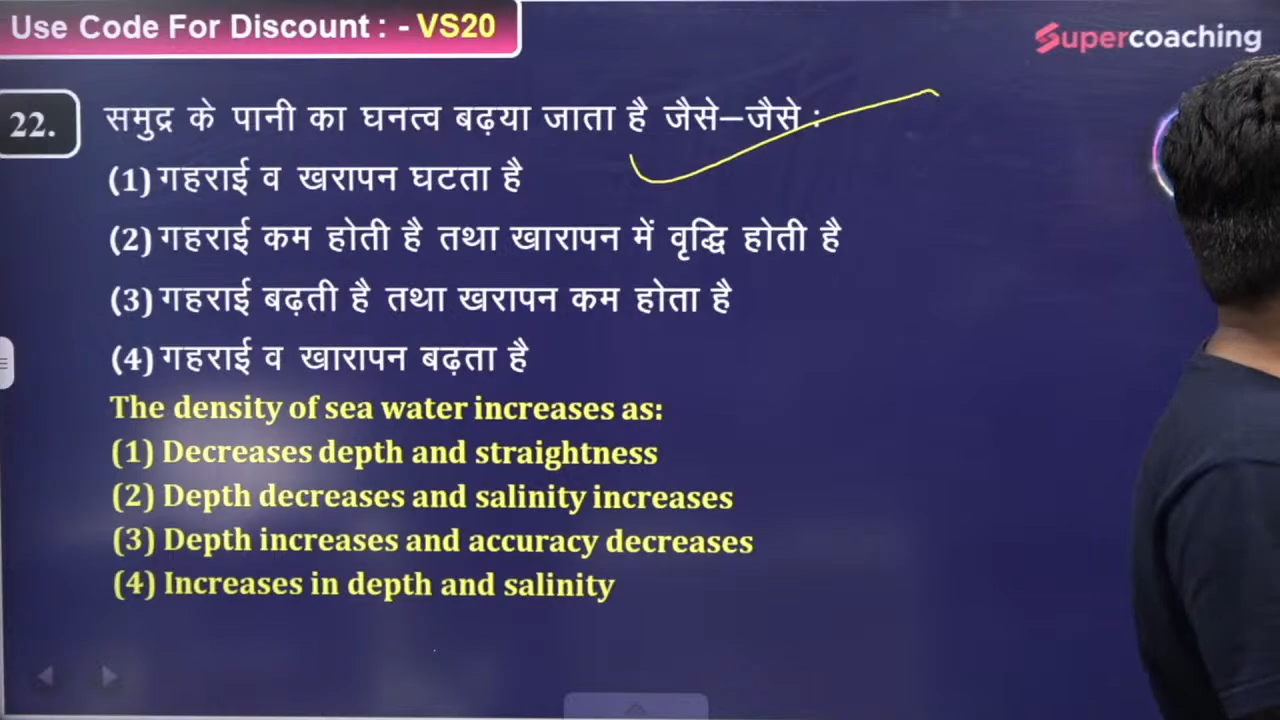 Use Code For Discount : - VS20
Supercoaching
22.
समुद्र के पानी का घनत्व बढ़या जाता है जैसे–जैसे :
(1) गहराई व खरापन घटता है
(2) गहराई कम होती है तथा खारापन में वृद्धि होती है
(3) गहराई बढ़ती है तथा खरापन कम होता है
(4) गहराई व खारापन बढ़ता है
The density of sea water increases as:
(1) Decreases depth and straightness
(2) Depth decreases and salinity increases
(3) Depth increases and accuracy decreases
(4) Increases in depth and salinity